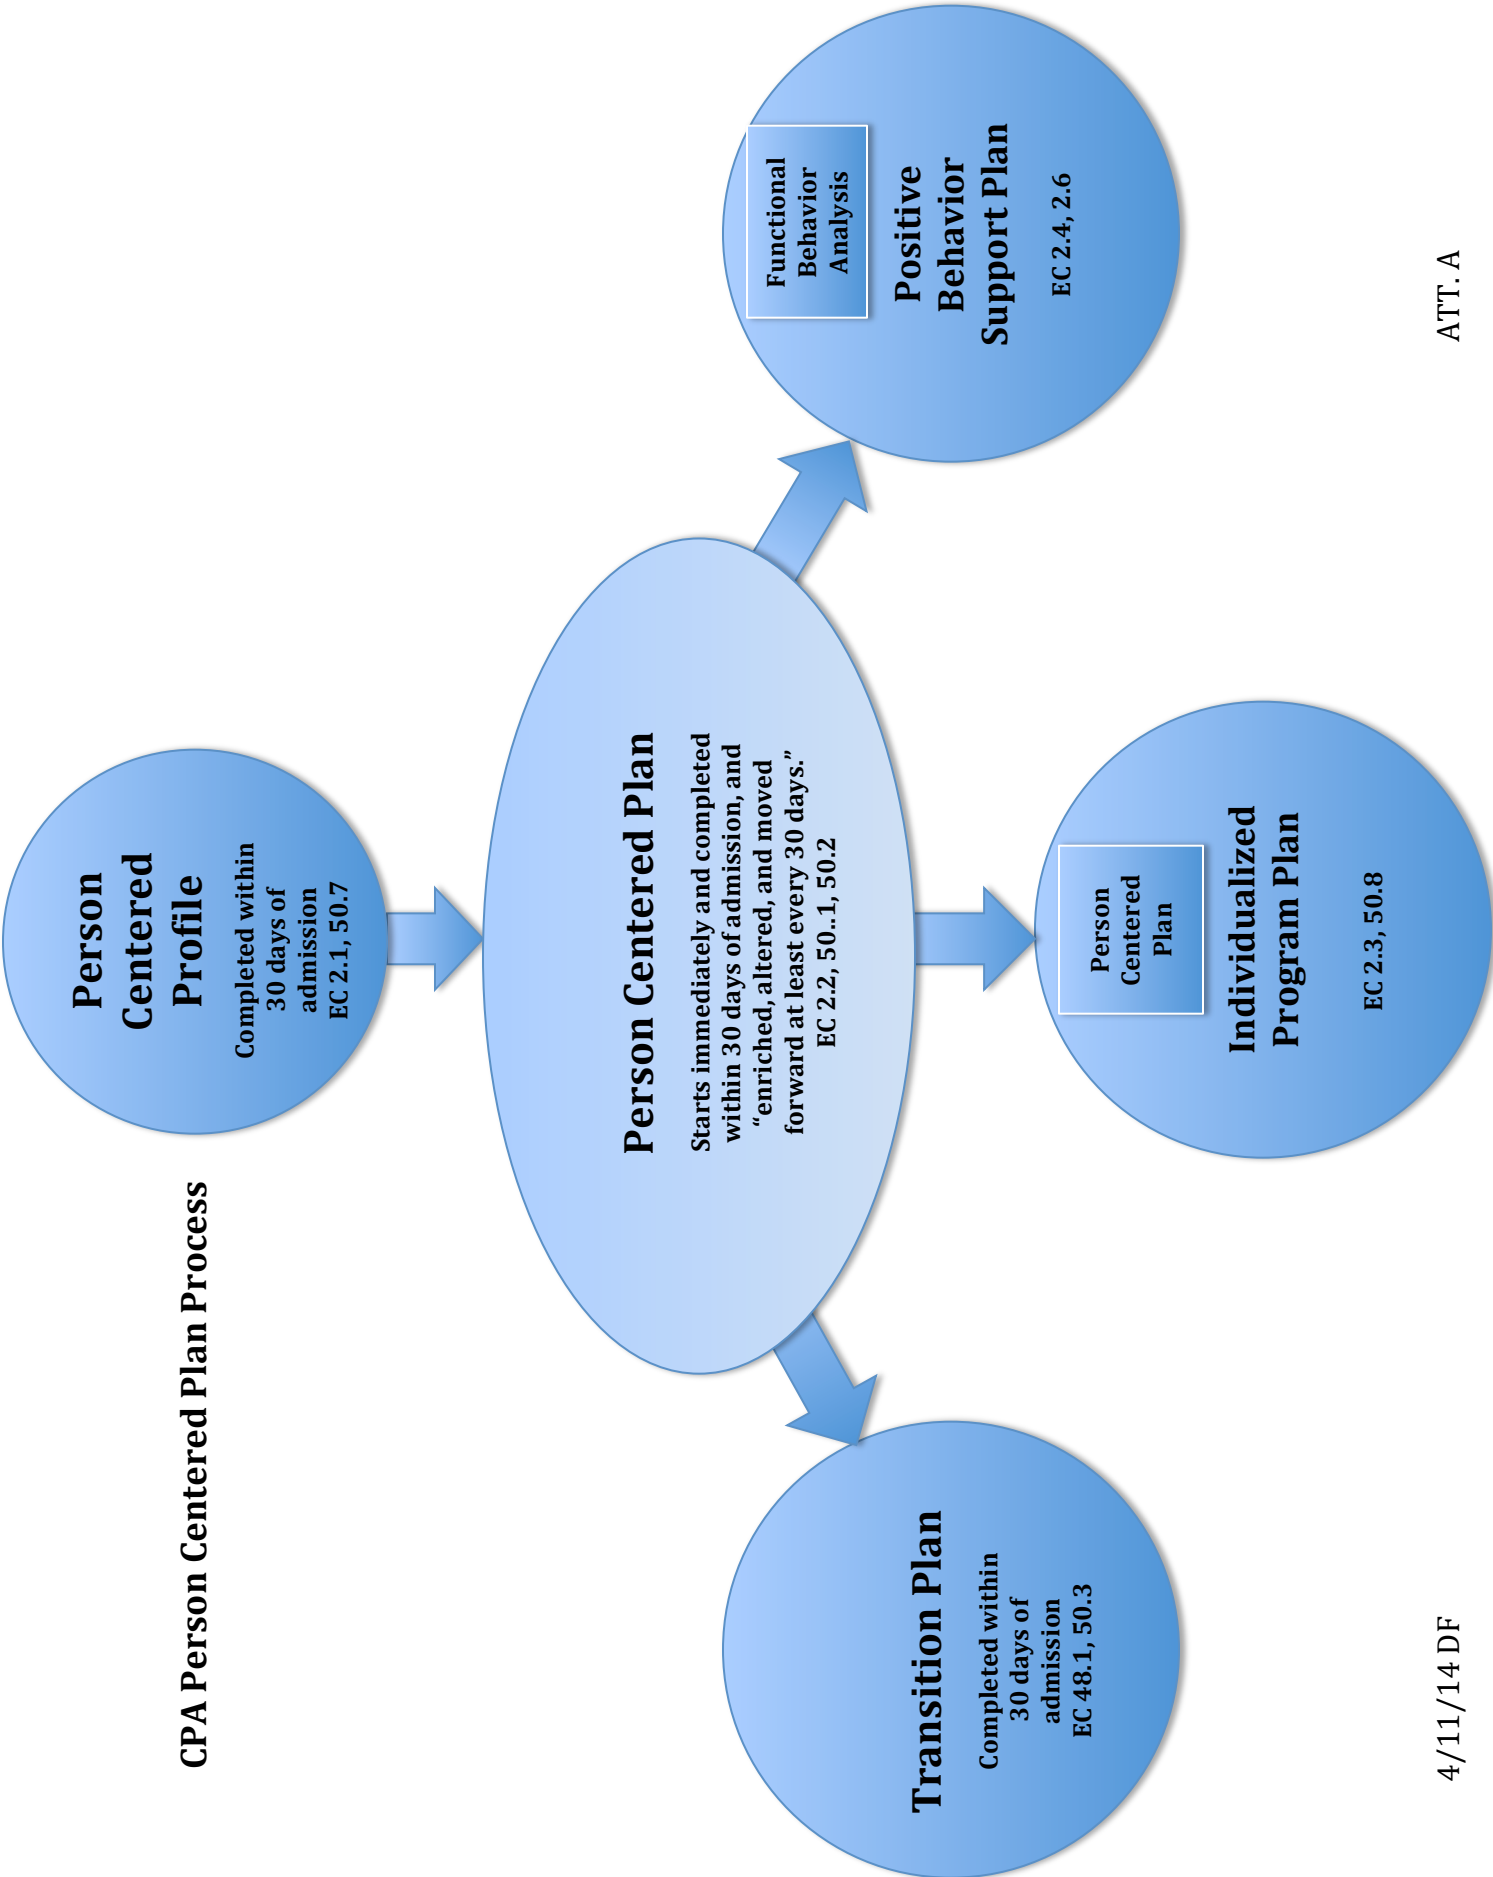 CPA Person Centered Plan Process
Person
Centered
Profile
Completed within
30 days of
admission
EC 2.1, 50.7
Person Centered Plan
Starts immediately and completed
within 30 days of admission, and
“enriched, altered, and moved
forward at least every 30 days.”
EC 2.2, 50..1, 50.2
Transition Plan
Completed within
30 days of
admission
EC 48.1, 50.3
Person
Centered
Plan
Individualized
Program Plan
EC 2.3, 50.8
Functional
Behavior
Analysis
Positive
Behavior
Support Plan
EC 2.4, 2.6
4/11/14 DF
ATT. A